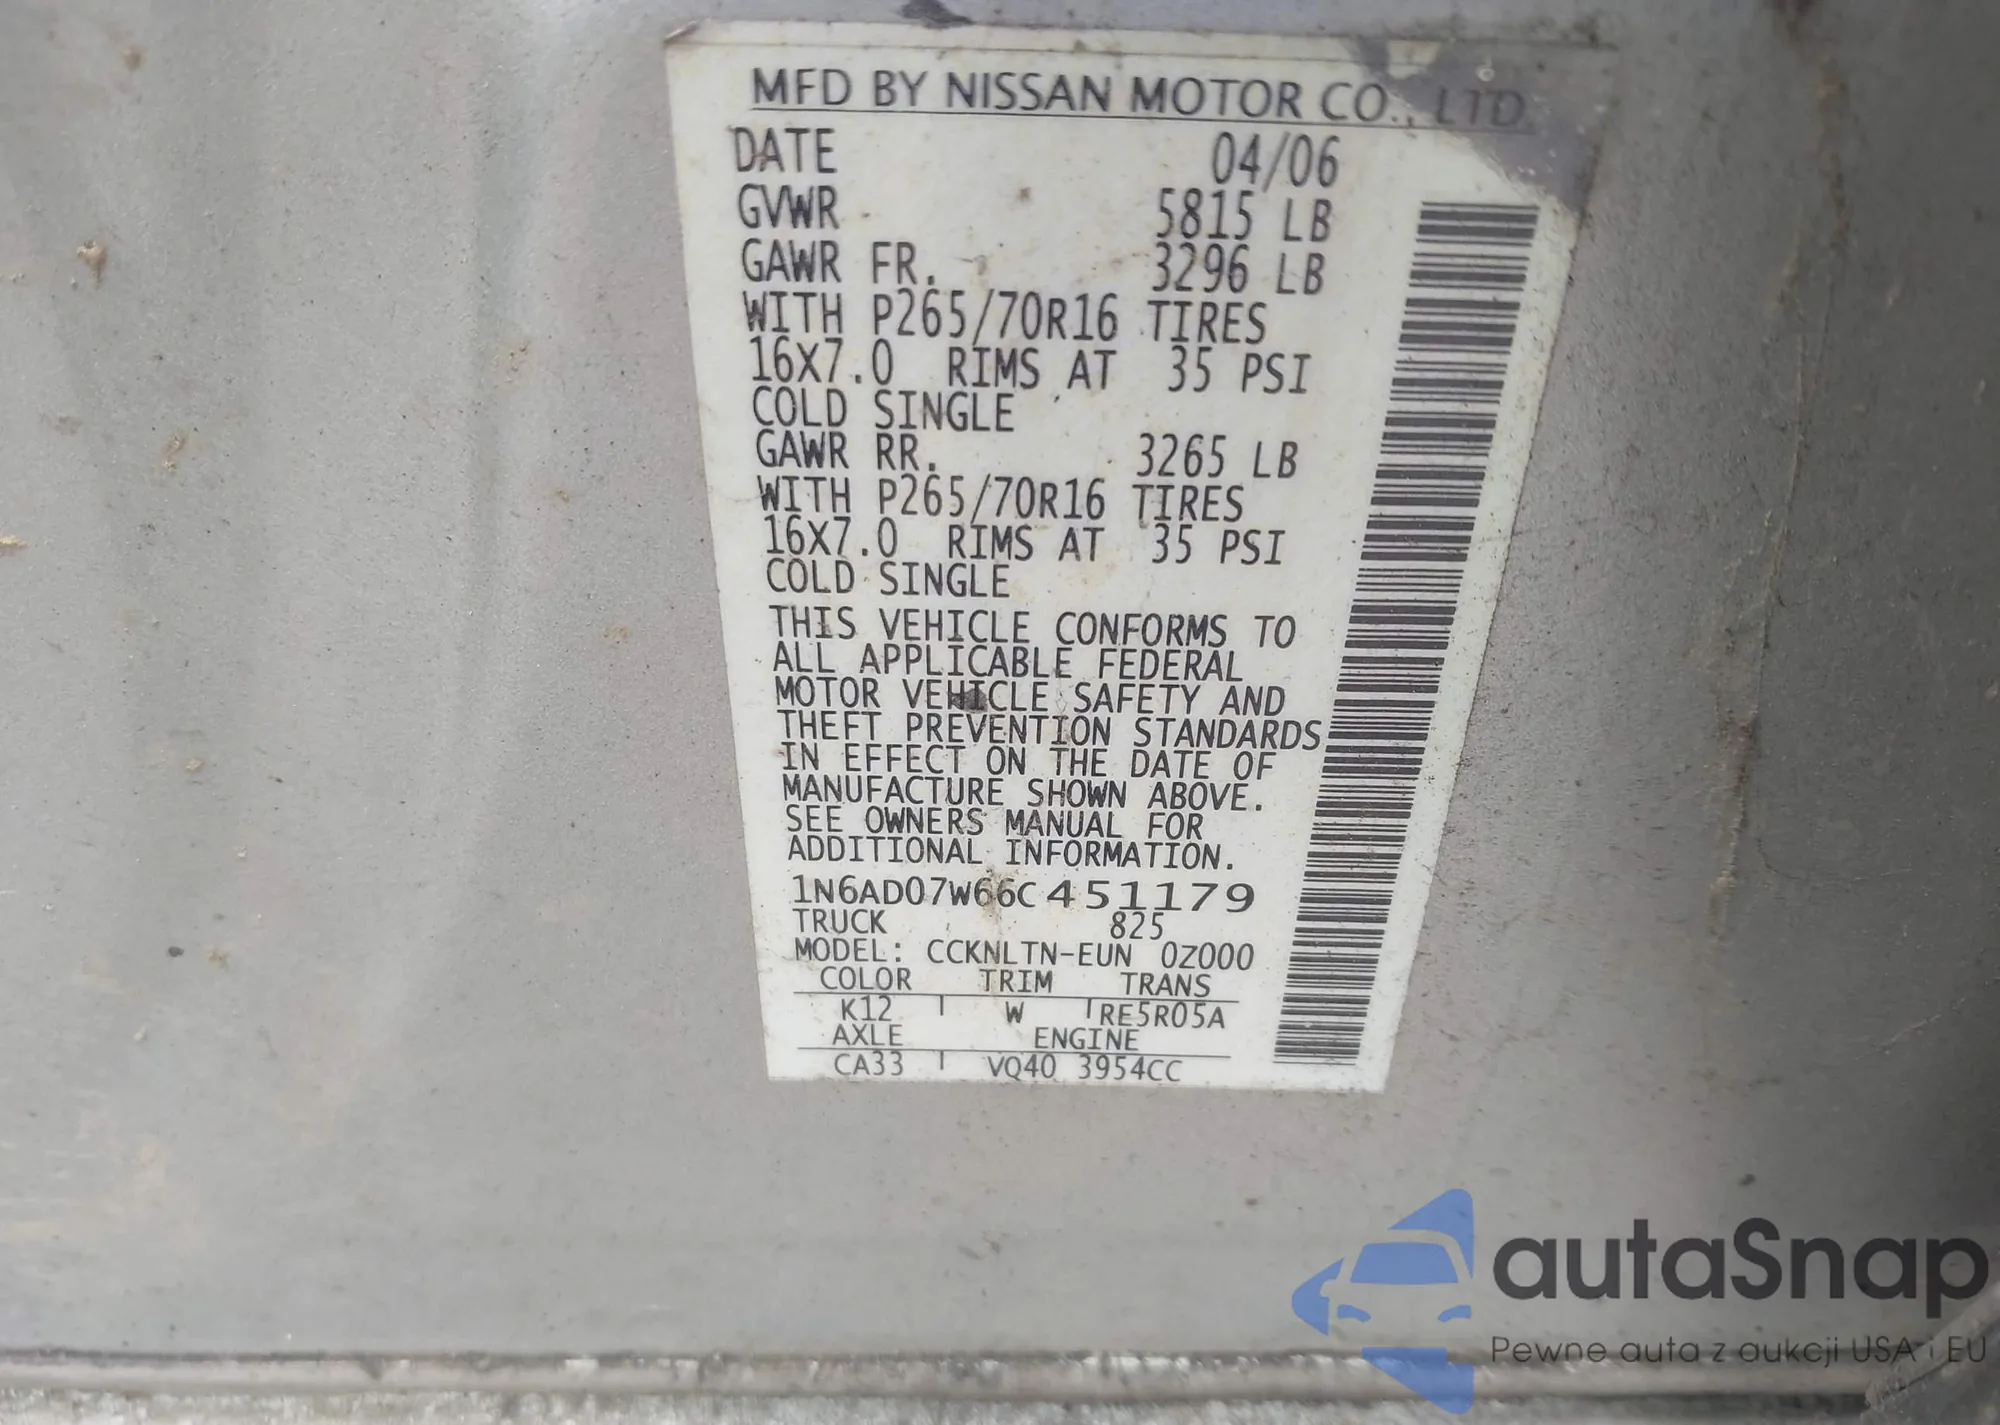 MFD BY NISSAN MOTOR CO., LTD.
DATE 04/06
GVWR 5815 LB
GAWR FR. 3296 LB
WITH P265/70R16 TIRES
16X7.0 RIMS AT 35 PSI
COLD SINGLE
GAWR RR. 3265 LB
WITH P265/70R16 TIRES
16X7.0 RIMS AT 35 PSI
COLD SINGLE
THIS VEHICLE CONFORMS TO
ALL APPLICABLE FEDERAL
MOTOR VEHICLE SAFETY AND
THEFT PREVENTION STANDARDS
IN EFFECT ON THE DATE OF
MANUFACTURE SHOWN ABOVE.
SEE OWNERS MANUAL FOR
ADDITIONAL INFORMATION.
1N6AD07W66C451179
TRUCK 825
MODEL: CCKNLTN-EUN 0Z000
COLOR TRIM TRANS
K12 W RE5R05A
AXLE ENGINE
CA33 VQ40 3954CC
autaSnap
Pewne auta z aukcji USA i EU